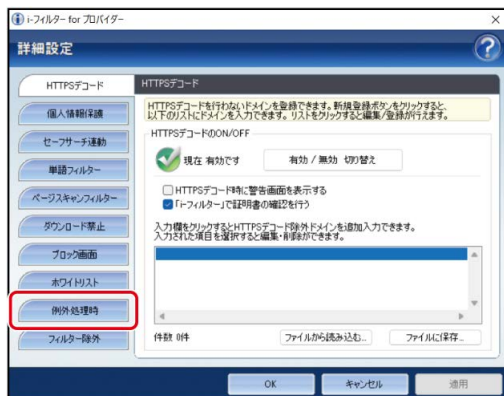 i-フィルター for プロバイダー
詳細設定
HTTPSデコード
個人情報保護
セーフサーチ連動
単語フィルター
ページスキャンフィルター
ダウンロード禁止
ブロック画面
ホワイトリスト
例外処理時
フィルター除外
HTTPSデコード
HTTPSデコードを行わないドメインを登録できます。新規登録ボタンをクリックすると、
以下のリストにドメインを入力できます。リストをクリックすると編集/登録が行えます。
HTTPSデコードのON/OFF
現在 有効です
有効 / 無効 切り替え
HTTPSデコード時に警告画面を表示する
「i-フィルター」で証明書の確認を行う
入力欄をクリックするとHTTPSデコード除外ドメインを追加入力できます。
入力された項目を選択すると編集・削除ができます。
件数 0件
ファイルから読み込む...
ファイルに保存...
OK
キャンセル
適用